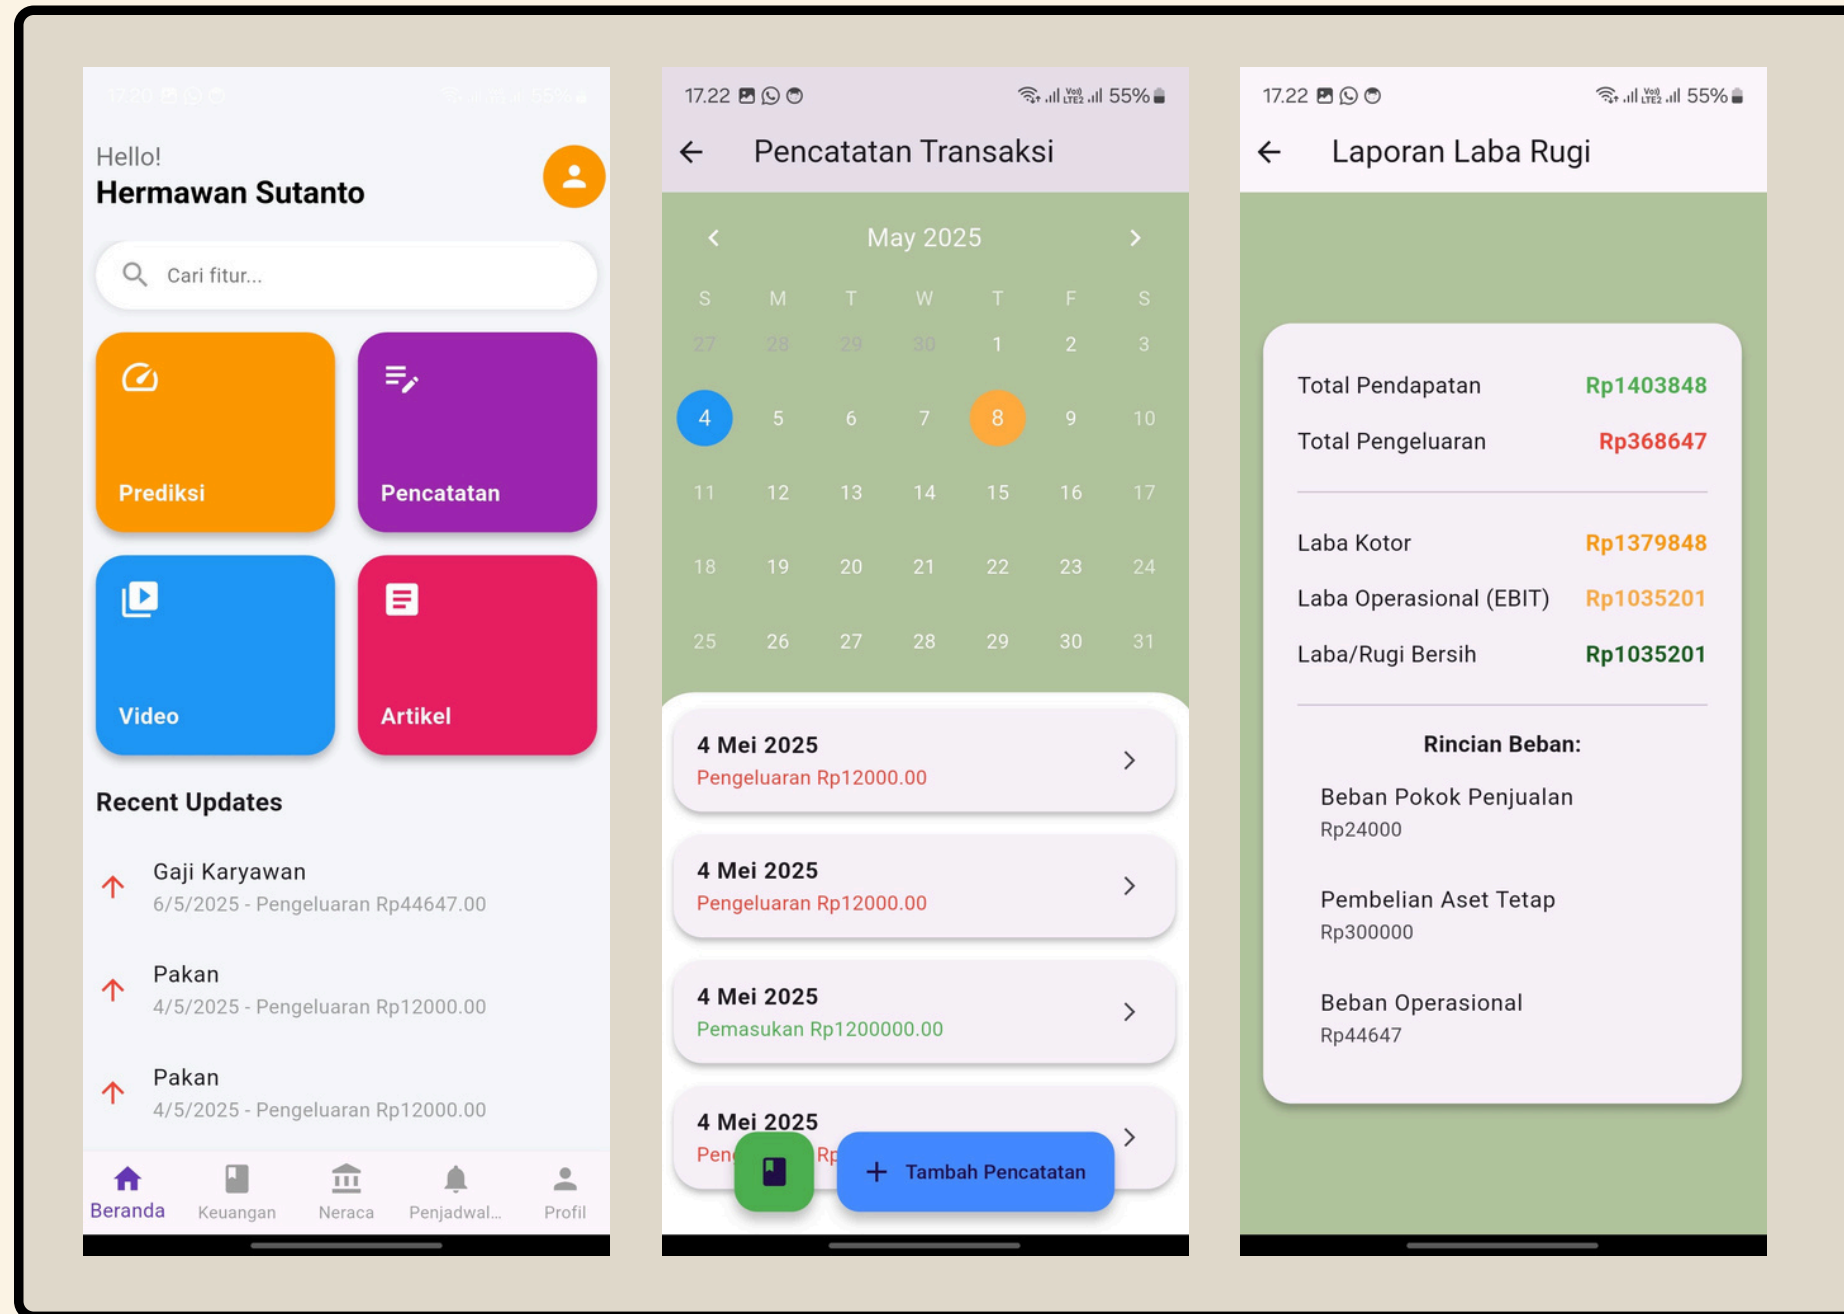 Hello!
Hermawan Sutanto
Cari fitur...
Prediksi
Pencatatan
Video
Artikel
Recent Updates
Gaji Karyawan
6/5/2025 - Pengeluaran Rp44647.00
Pakan
4/5/2025 - Pengeluaran Rp12000.00
Pakan
4/5/2025 - Pengeluaran Rp12000.00
Beranda Keuangan Neraca Penjadwal... Profil
17.22 55%
Pencatatan Transaksi
May 2025
S M T W T F S
27 28 29 30 1 2 3
4 5 6 7 8 9 10
11 12 13 14 15 16 17
18 19 20 21 22 23 24
25 26 27 28 29 30 31
4 Mei 2025
Pengeluaran Rp12000.00
4 Mei 2025
Pengeluaran Rp12000.00
4 Mei 2025
Pemasukan Rp1200000.00
4 Mei 2025
+ Tambah Pencatatan
17.22 55%
Laporan Laba Rugi
Total Pendapatan Rp1403848
Total Pengeluaran Rp368647
Laba Kotor Rp1379848
Laba Operasional (EBIT) Rp1035201
Laba/Rugi Bersih Rp1035201
Rincian Beban:
Beban Pokok Penjualan
Rp24000
Pembelian Aset Tetap
Rp300000
Beban Operasional
Rp44647